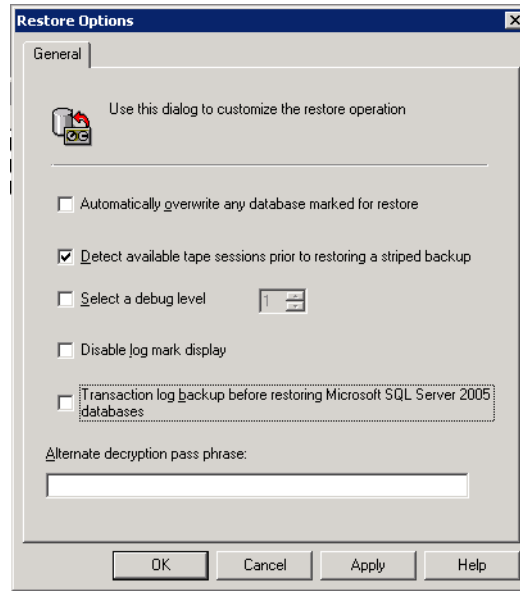 Restore Options
General
Use this dialog to customize the restore operation
Automatically overwrite any database marked for restore
Detect available tape sessions prior to restoring a striped backup
Select a debug level 1
Disable log mark display
Transaction log backup before restoring Microsoft SQL Server 2005
databases
Alternate decryption pass phrase:
OK Cancel Apply Help